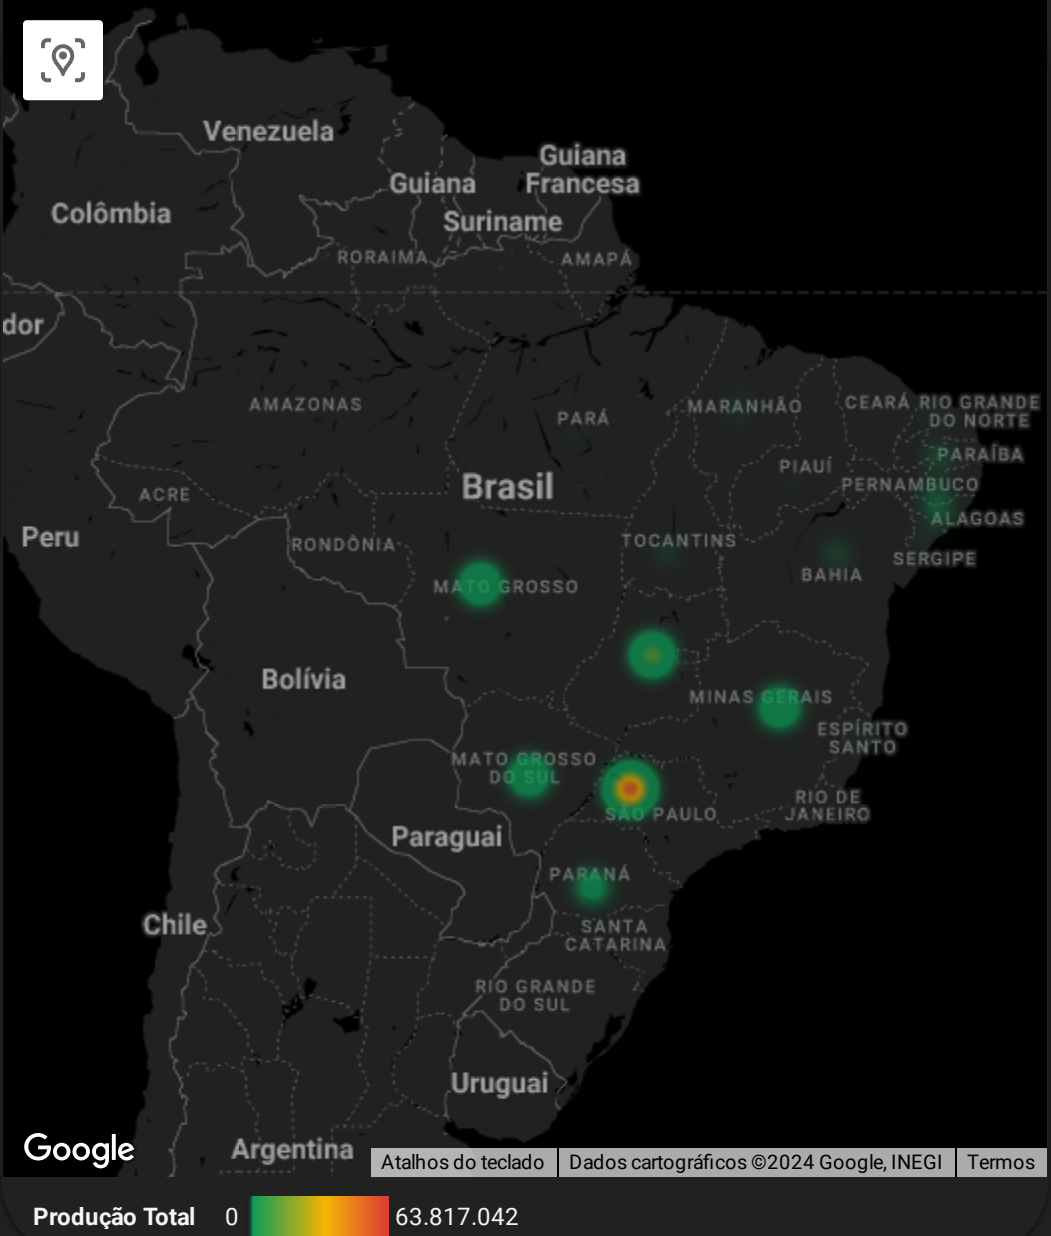 Venezuela
Guiana
Francesa
Guiana
Colômbia
Suriname
RORAIMA
AMAPÁ
dor
AMAZONAS
PARÁ
MARANHÃO
CEARÁ
RIO GRANDE
DO NORTE
PARAÍBA
PIAUÍ
Brasil
PERNAMBUCO
ACRE
ALAGOAS
Peru
RONDÔNIA
TOCANTINS
SERGIPE
BAHIA
MATO GROSSO
Bolívia
MINAS GERAIS
ESPÍRITO
SANTO
MATO GROSSO
DO SUL
RIO DE
JANEIRO
SÃO PAULO
Paraguai
PARANÁ
Chile
SANTA
CATARINA
RIO GRANDE
DO SUL
Uruguai
Argentina
Google
Atalhos do teclado
Dados cartográficos ©2024 Google, INEGI
Termos
Produção Total 0 63.817.042